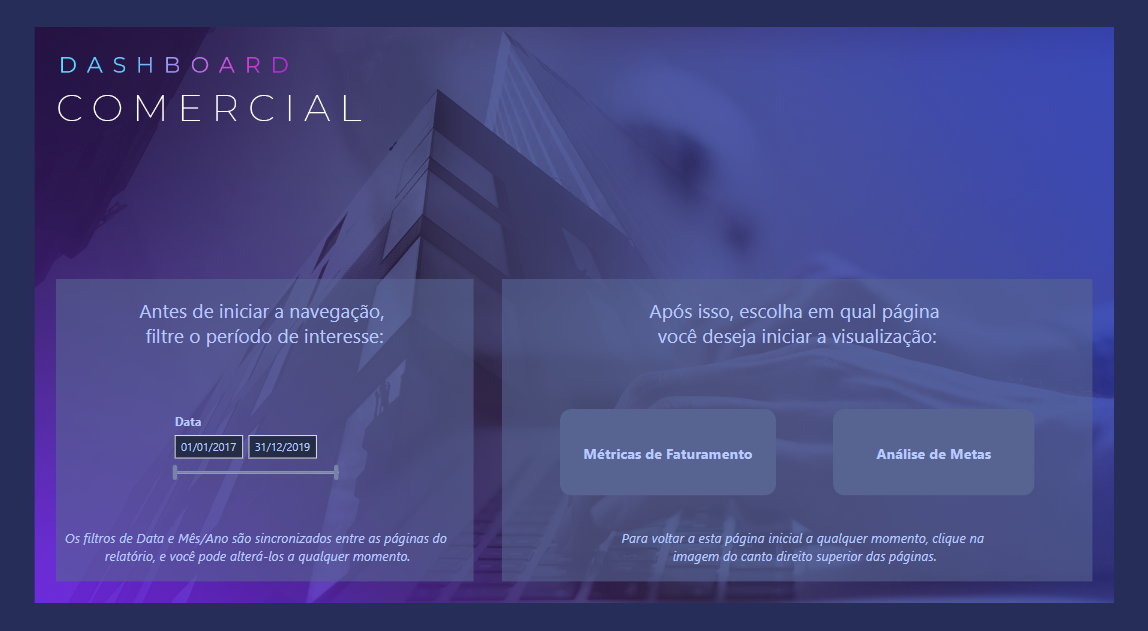 DASHBOARD
COMERCIAL
Antes de iniciar a navegação,
filtre o período de interesse:
Data
01/01/2017 31/12/2019
Os filtros de Data e Mês/Ano são sincronizados entre as páginas do
relatório, e você pode alterá-los a qualquer momento.
Após isso, escolha em qual página
você deseja iniciar a visualização:
Métricas de Faturamento
Análise de Metas
Para voltar a esta página inicial a qualquer momento, clique na
imagem do canto direito superior das páginas.